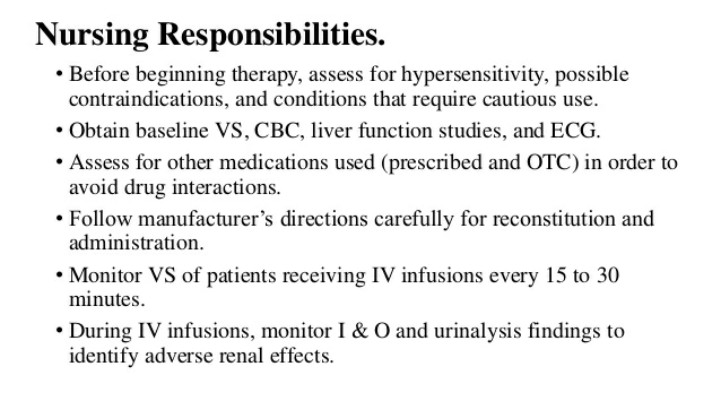 Nursing Responsibilities.
• Before beginning therapy, assess for hypersensitivity, possible
contraindications, and conditions that require cautious use.
• Obtain baseline VS, CBC, liver function studies, and ECG.
• Assess for other medications used (prescribed and OTC) in order to
avoid drug interactions.
• Follow manufacturer’s directions carefully for reconstitution and
administration.
• Monitor VS of patients receiving IV infusions every 15 to 30
minutes.
• During IV infusions, monitor I & O and urinalysis findings to
identify adverse renal effects.